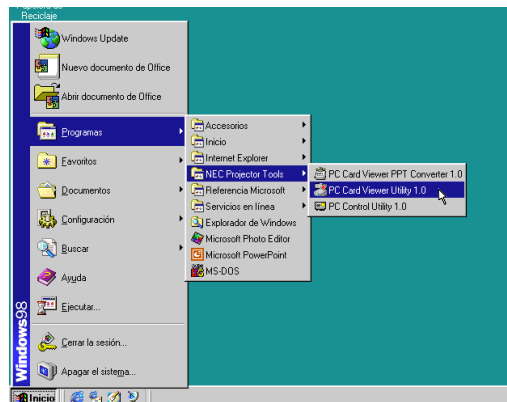 Reciclaje
Windows Update
Nuevo documento de Office
Abrir documento de Office
Programas
Favoritos
Documentos
Configuración
Buscar
Ayuda
Ejecutar...
Cerrar la sesión...
Apagar el sistema...
Windows98
Inicio
Accesorios
Inicio
Internet Explorer
NEC Projector Tools
Referencia Microsoft
Servicios en línea
Explorador de Windows
Microsoft Photo Editor
Microsoft PowerPoint
MS-DOS
PC Card Viewer PPT Converter 1.0
PC Card Viewer Utility 1.0
PC Control Utility 1.0